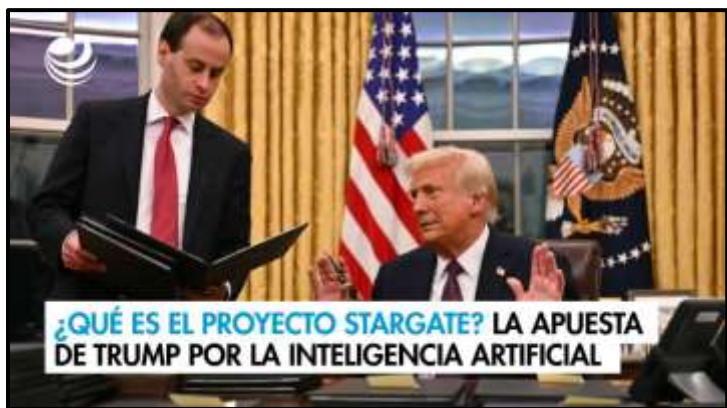 ¿QUÉ ES EL PROYECTO STARGATE? LA APUESTA
DE TRUMP POR LA INTELIGENCIA ARTIFICIAL